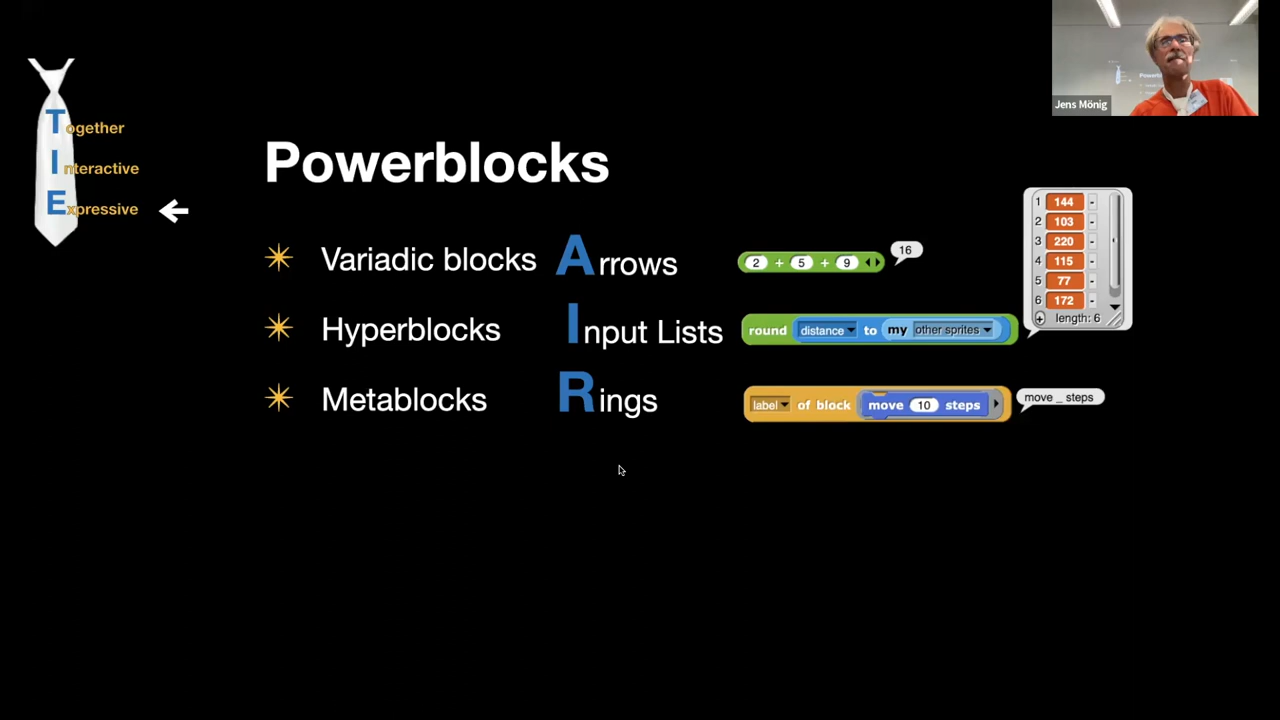 Together
Interactive
Expressive
Jens Mönig
Powerblocks
Variadic blocks Arrows 2 + 5 + 9 16
Hyperblocks Input Lists round distance to my other sprites
1 144 -
2 103 -
3 220 -
4 115 -
5 77 -
6 172 -
+ length: 6
Metablocks Rings label of block move 10 steps move _ steps